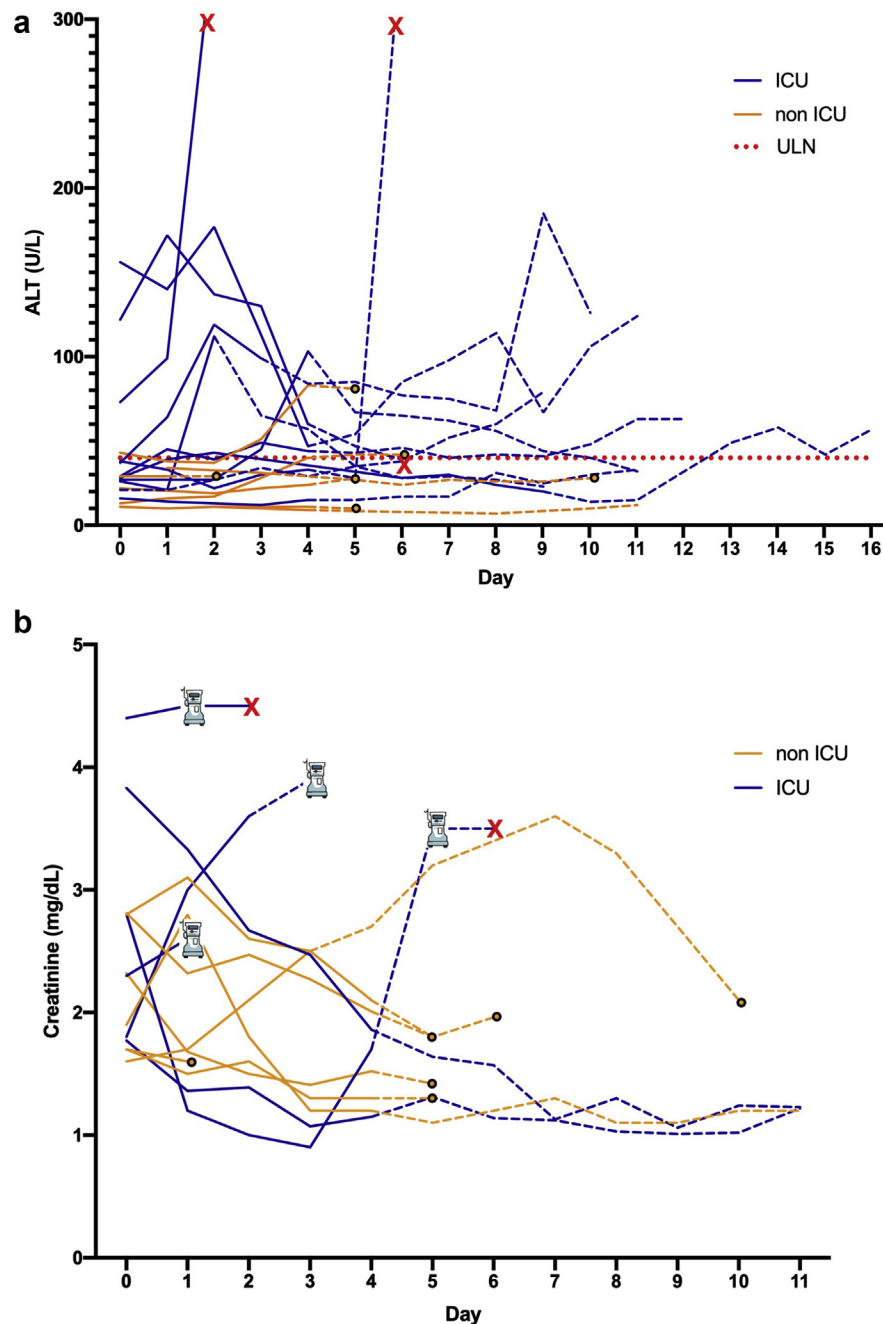 a
300
200
100
0
ALT (U/L)
X
X
X
ICU
non ICU
ULN
0 1 2 3 4 5 6 7 8 9 10 11 12 13 14 15 16
Day
b
5
4
3
2
1
0
Creatinine (mg/dL)
X
X
non ICU
ICU
0 1 2 3 4 5 6 7 8 9 10 11
Day